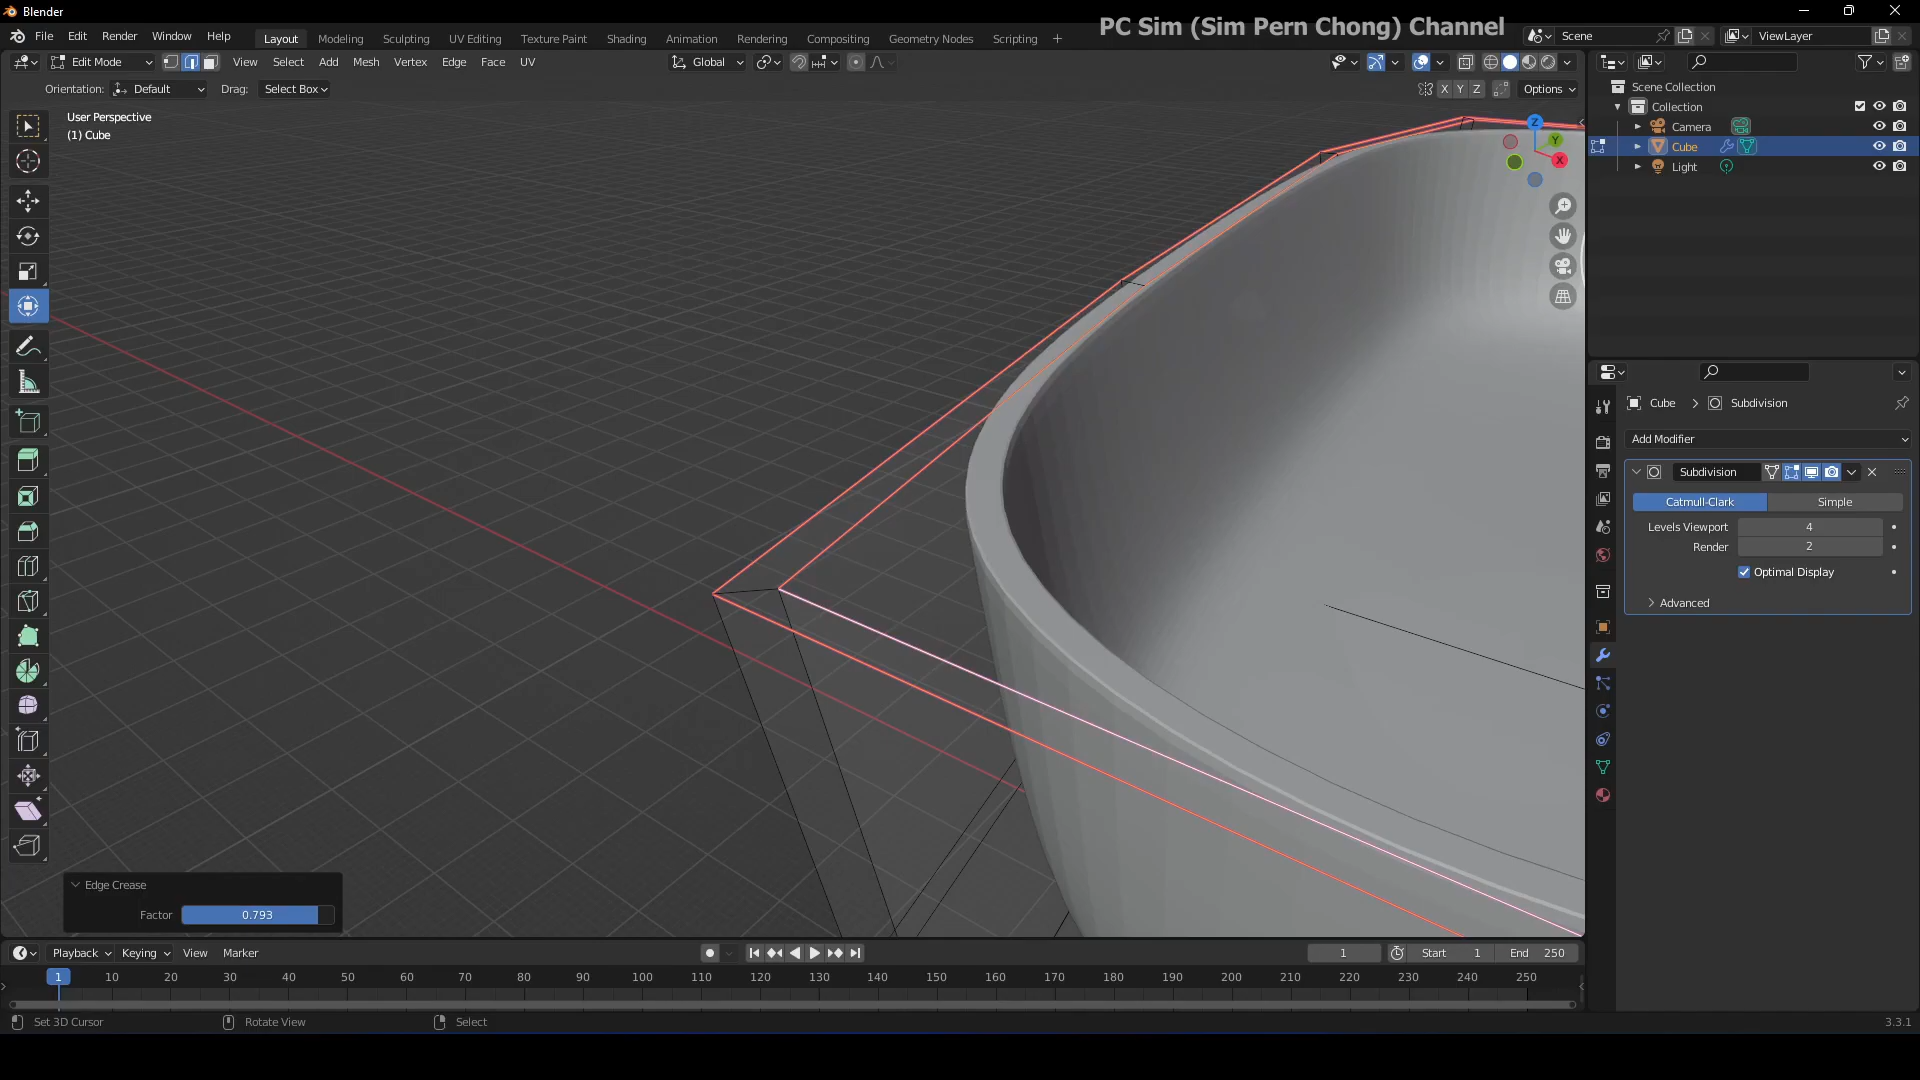 Blender
PC Sim (Sim Pern Chong) Channel
File Edit Render Window Help Layout Modeling Sculpting UV Editing Texture Paint Shading Animation Rendering Compositing Geometry Nodes Scripting + Scene ViewLayer
Edit Mode View Select Add Mesh Vertex Edge Face UV Global
Orientation: Default Drag: Select Box X Y Z Options
User Perspective
(1) Cube
Z
Y
X
Scene Collection
Collection
Camera
Cube
Light
Cube > Subdivision
Add Modifier
Subdivision
Catmull-Clark Simple
Levels Viewport 4
Render 2
Optimal Display
Advanced
Edge Crease
Factor 0.793
Playback Keying View Marker 1 Start 1 End 250
1 10 20 30 40 50 60 70 80 90 100 110 120 130 140 150 160 170 180 190 200 210 220 230 240 250
Set 3D Cursor Rotate View Select 3.3.1